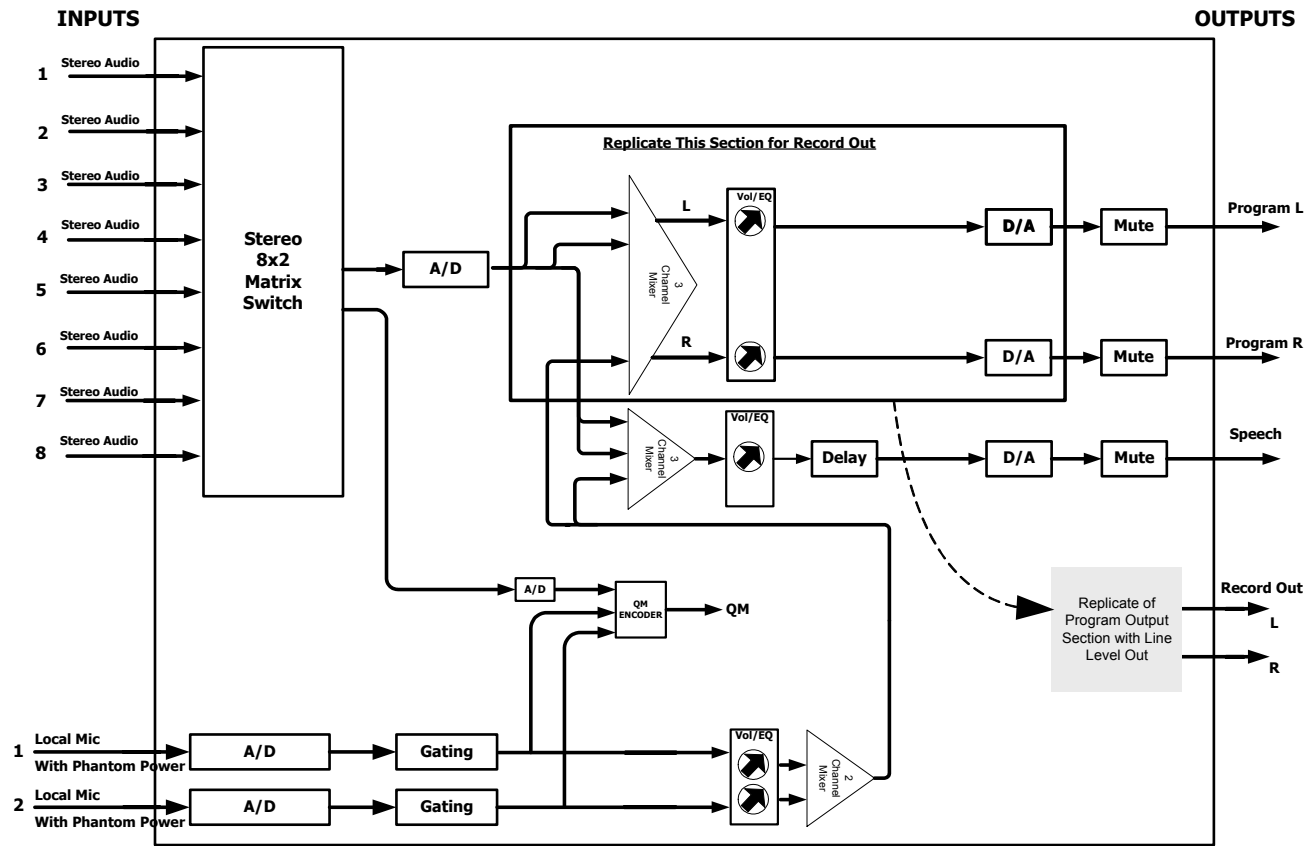 INPUTS
OUTPUTS
1 Stereo Audio
2 Stereo Audio
3 Stereo Audio
4 Stereo Audio
5 Stereo Audio
6 Stereo Audio
7 Stereo Audio
8 Stereo Audio
Stereo
8x2
Matrix
Switch
A/D
Replicate This Section for Record Out
3
Channel
Mixer
L
R
Vol/EQ
D/A
Mute
Program L
D/A
Mute
Program R
3
Channel
Mixer
Vol/EQ
Delay
D/A
Mute
Speech
A/D
QM
ENCODER
QM
Replicate of
Program Output
Section with Line
Level Out
Record Out
L
R
1 Local Mic
With Phantom Power
A/D
Gating
2 Local Mic
With Phantom Power
A/D
Gating
Vol/EQ
2
Channel
Mixer